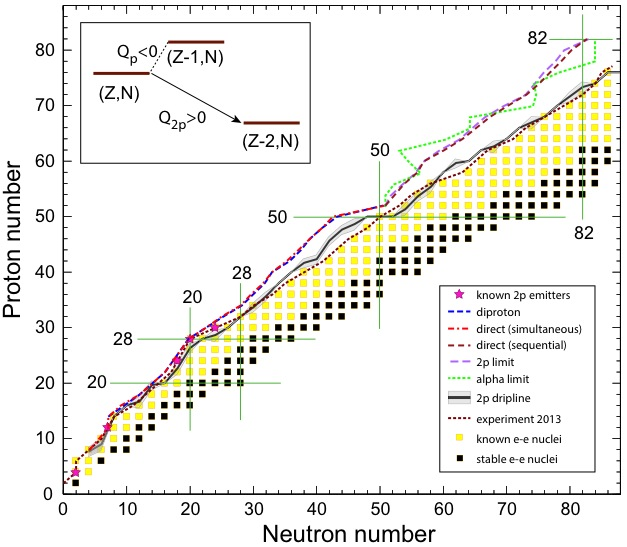 Q_p<0
(Z-1,N)
(Z,N)
Q_2p>0
(Z-2,N)
82
50
50
28
20
28
20
82
known 2p emitters
diproton
direct (simultaneous)
direct (sequential)
2p limit
alpha limit
2p dripline
experiment 2013
known e-e nuclei
stable e-e nuclei
Proton number
80
70
60
50
40
30
20
10
0
0 10 20 30 40 50 60 70 80
Neutron number